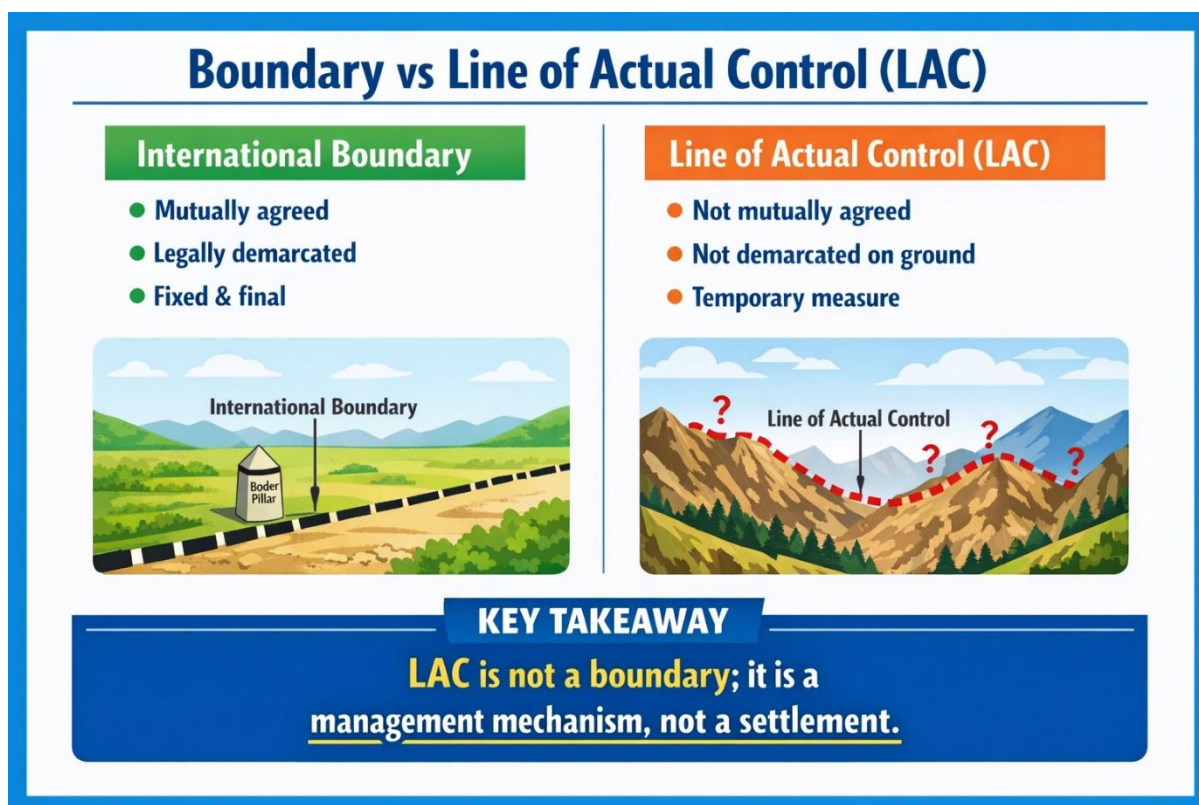 Boundary vs Line of Actual Control (LAC)
International Boundary
Mutually agreed
Legally demarcated
Fixed & final
International Boundary
Boder
Pillar
Line of Actual Control (LAC)
Not mutually agreed
Not demarcated on ground
Temporary measure
?
Line of Actual Control
?
?
?
KEY TAKEAWAY
LAC is not a boundary; it is a
management mechanism, not a settlement.